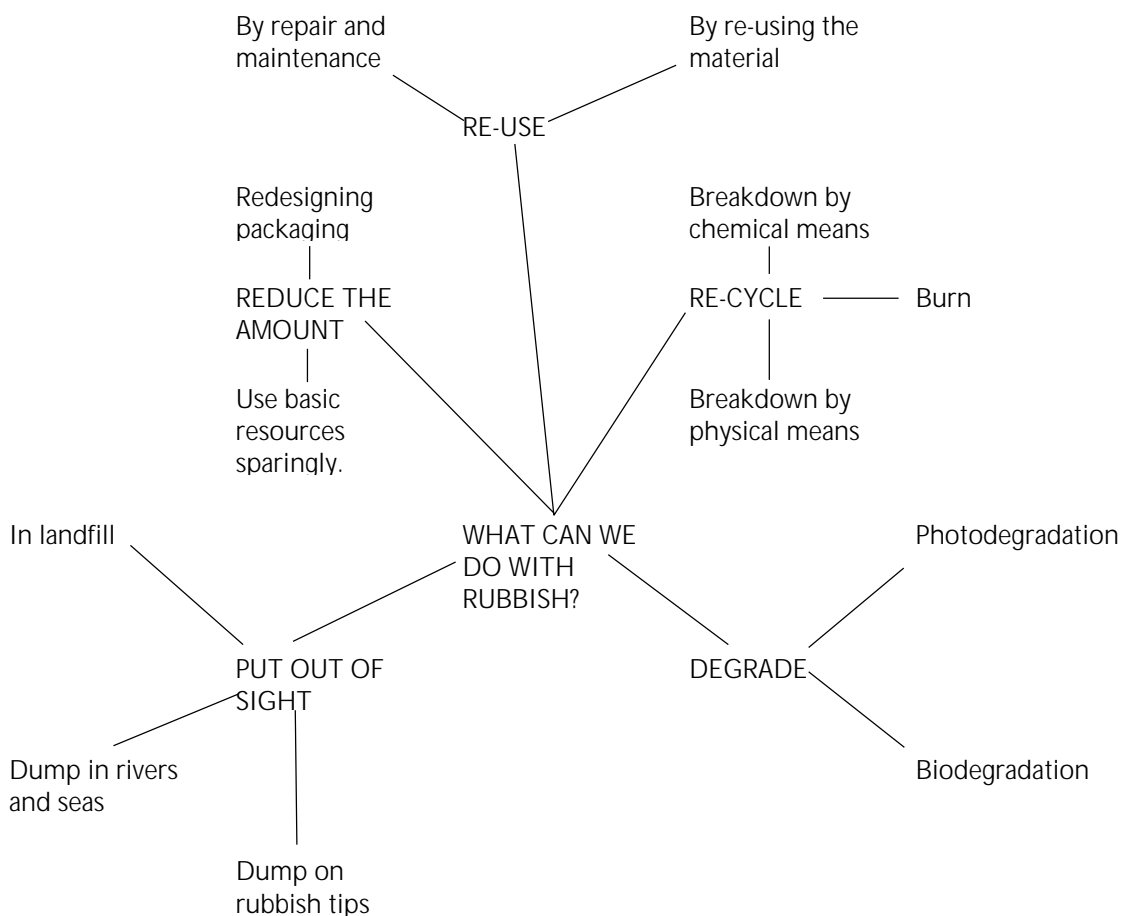 By repair and
maintenance
By re-using the
material
RE-USE
Redesigning
packaging
Breakdown by
chemical means
REDUCE THE
AMOUNT
RE-CYCLE
Burn
Use basic
resources
sparingly.
Breakdown by
physical means
In landfill
WHAT CAN WE
DO WITH
RUBBISH?
Photodegradation
PUT OUT OF
SIGHT
DEGRADE
Dump in rivers
and seas
Biodegradation
Dump on
rubbish tips